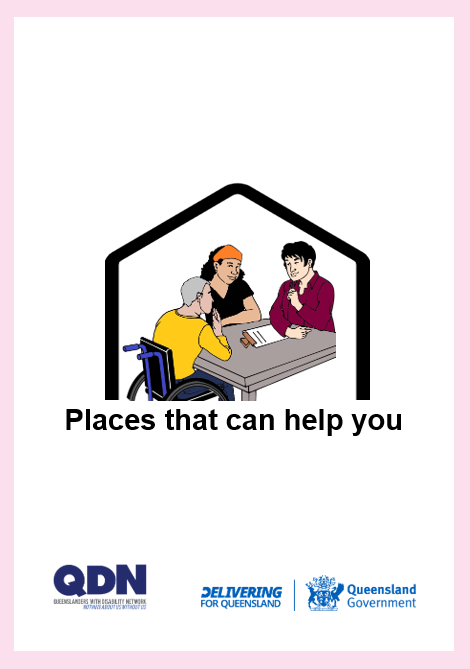 Places that can help you
QDN
QUEENSLANDERS WITH DISABILITY NETWORK
NOTHING ABOUT US WITHOUT US
DELIVERING
FOR QUEENSLAND
Queensland
Government